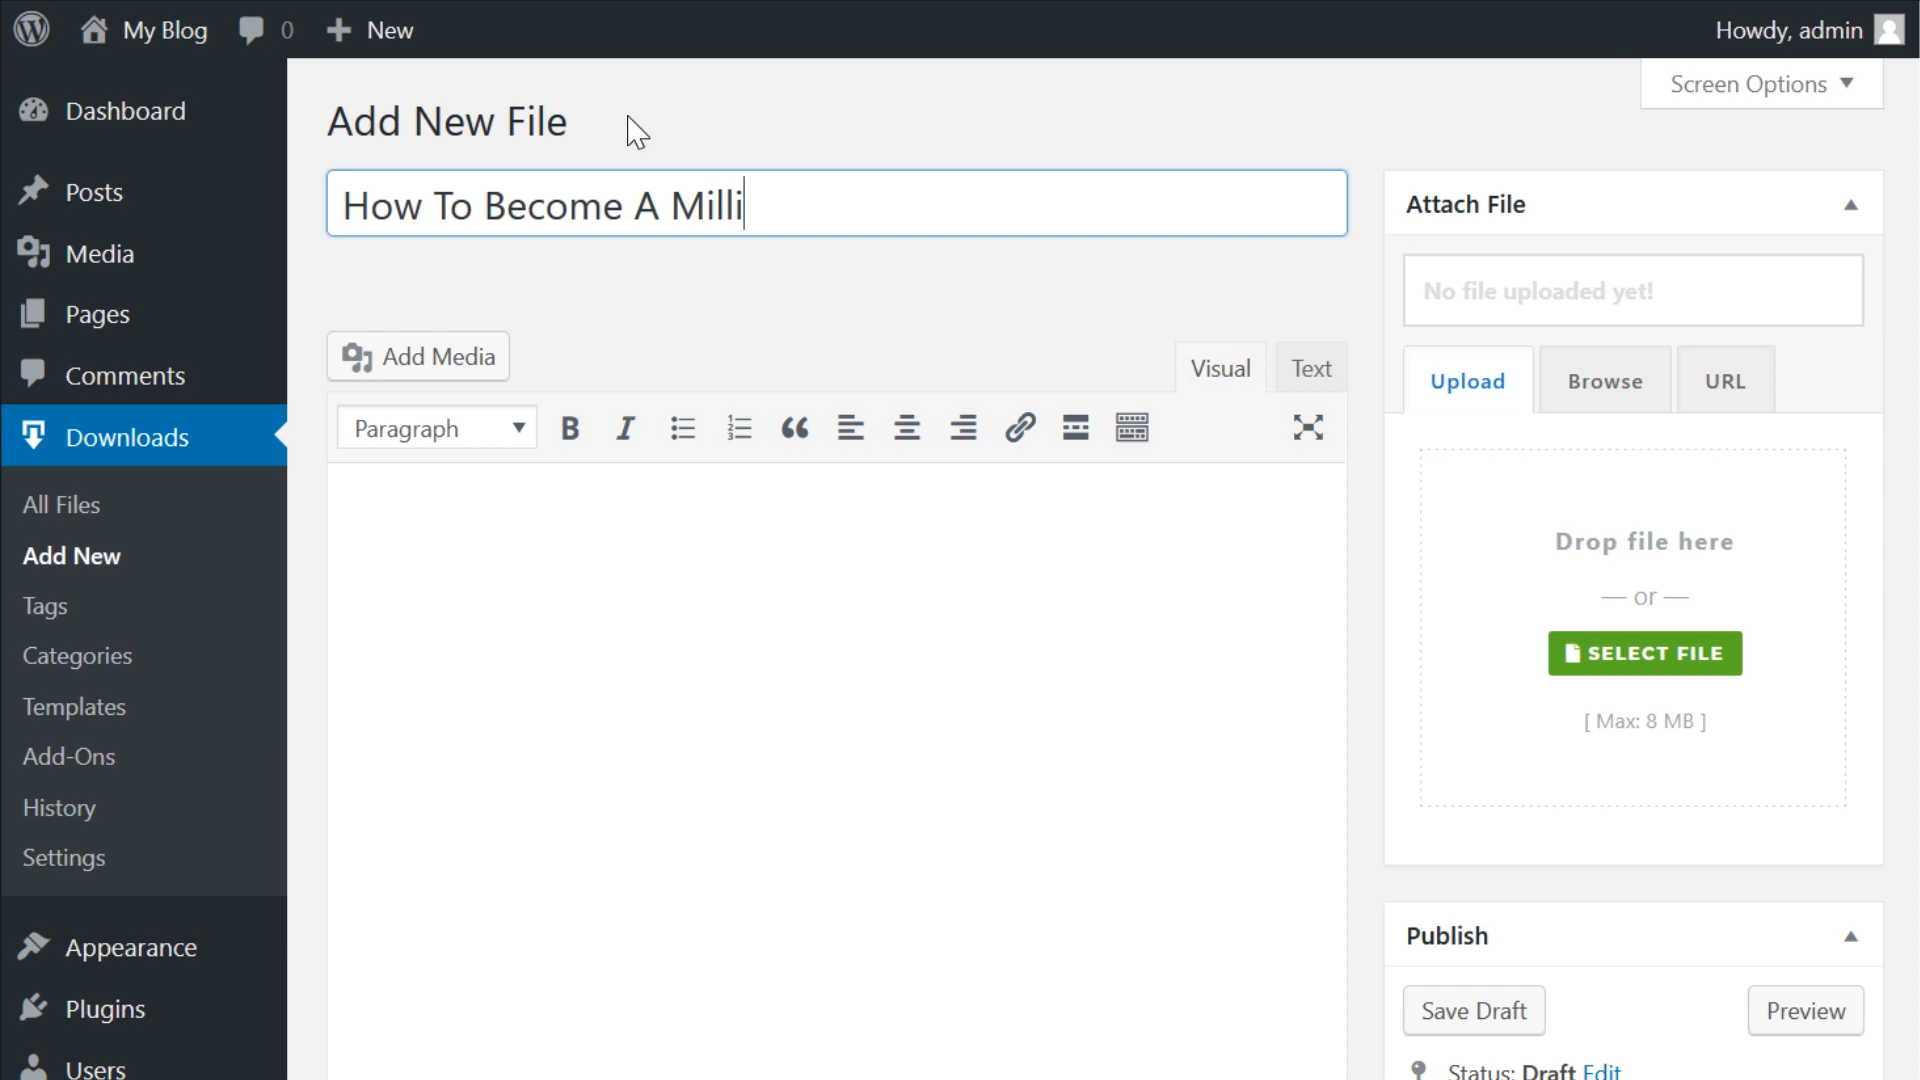 My Blog 0 New Howdy, admin
Screen Options
Dashboard
Posts
Media
Pages
Comments
Downloads
All Files
Add New
Tags
Categories
Templates
Add-Ons
History
Settings
Appearance
Plugins
Users
Add New File
How To Become A Milli
Add Media
Visual Text
Paragraph
Attach File
No file uploaded yet!
Upload Browse URL
Drop file here
— or —
SELECT FILE
[ Max: 8 MB ]
Publish
Save Draft Preview
Status: Draft Edit